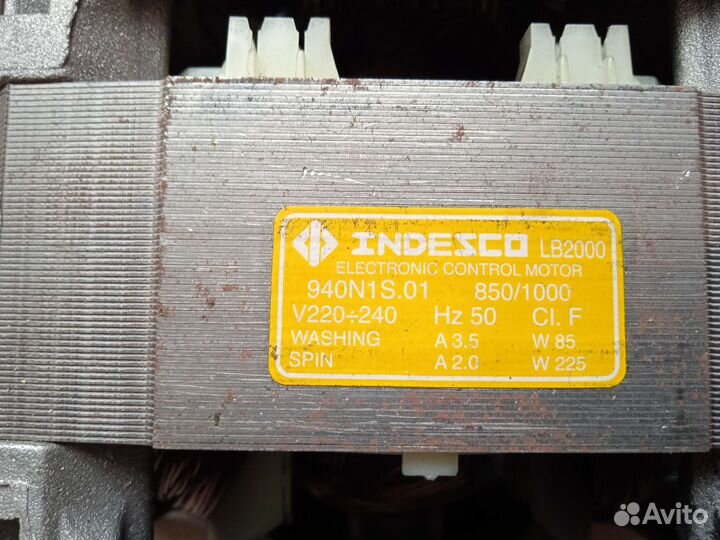 INDESCO LB2000
ELECTRONIC CONTROL MOTOR
940N1S.01 850/1000
V220÷240 Hz 50 Cl. F
WASHING A 3.5 W 85
SPIN A 2.0 W 225
Avito